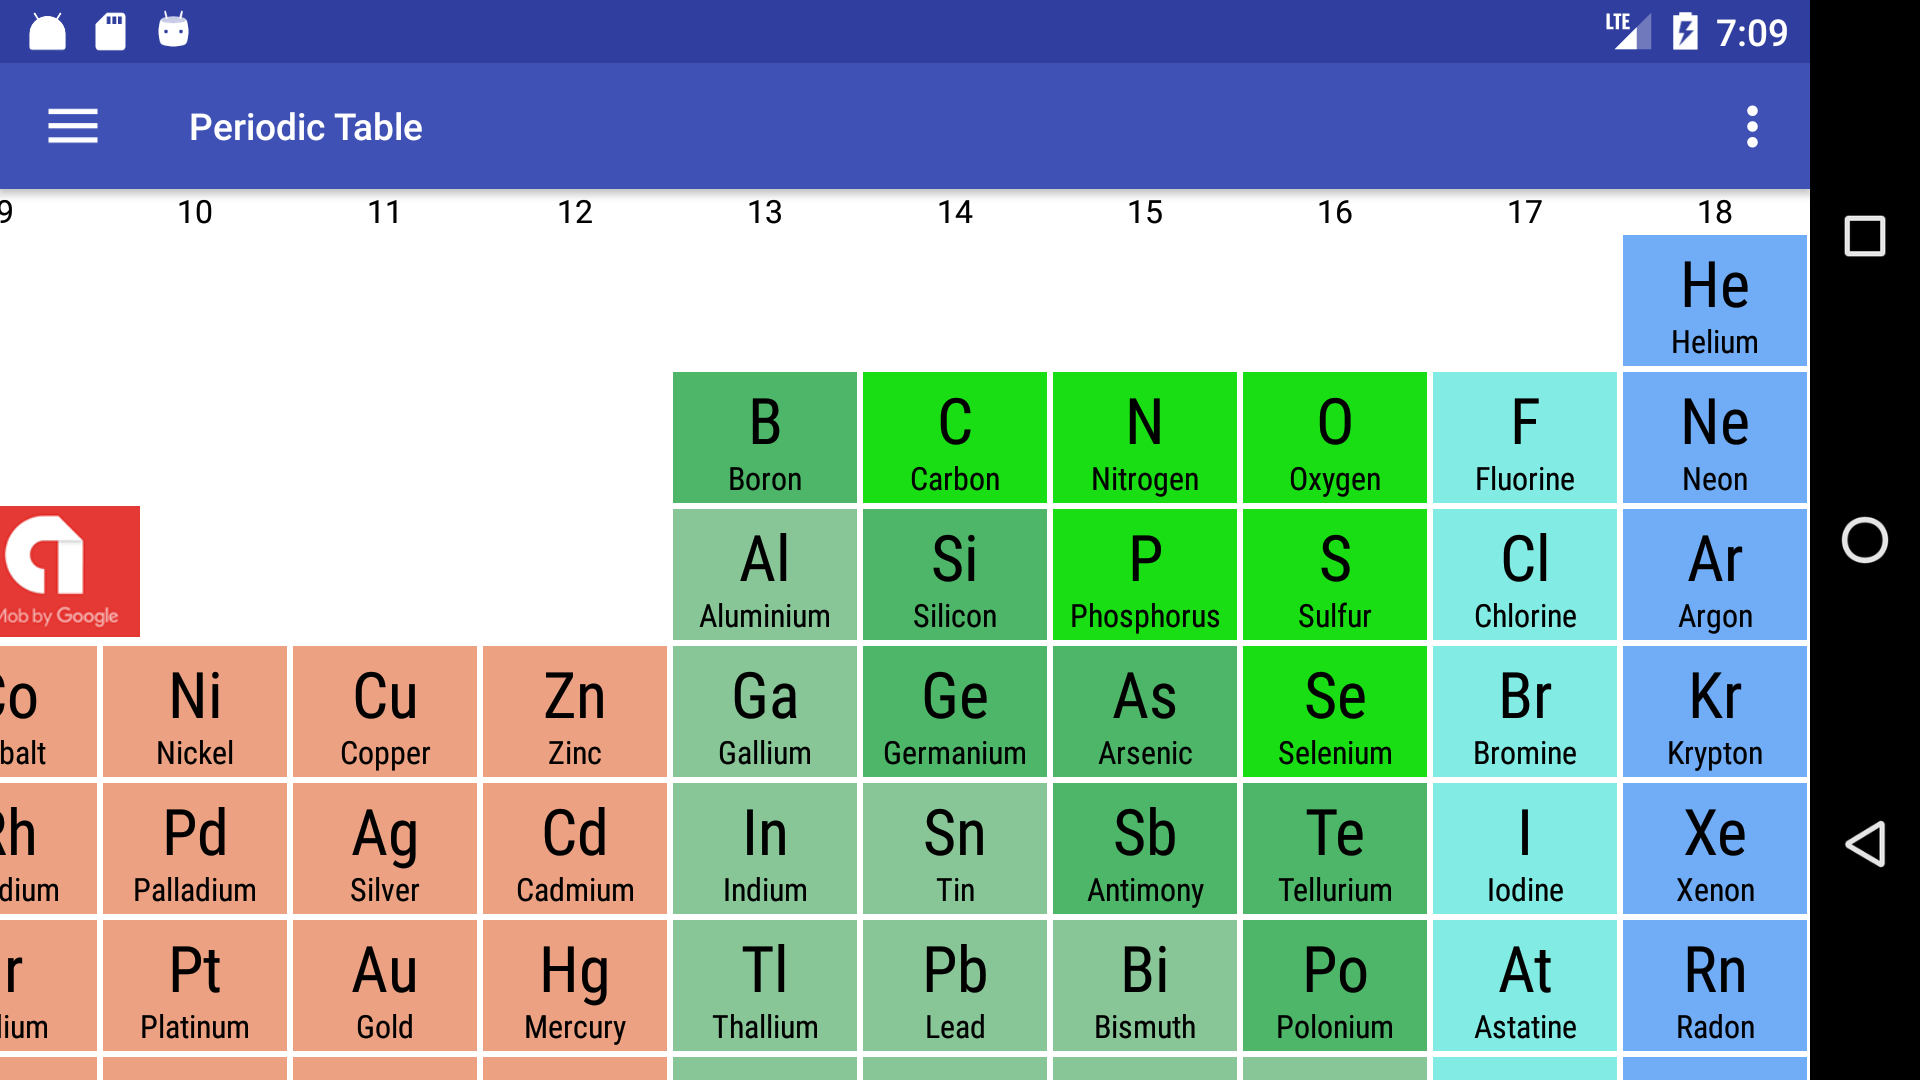 LTE 7:09
Periodic Table
9 10 11 12 13 14 15 16 17 18
He
Helium
B C N O F Ne
Boron Carbon Nitrogen Oxygen Fluorine Neon
Al Si P S Cl Ar
Mob by Google Aluminium Silicon Phosphorus Sulfur Chlorine Argon
Co Ni Cu Zn Ga Ge As Se Br Kr
balt Nickel Copper Zinc Gallium Germanium Arsenic Selenium Bromine Krypton
Rh Pd Ag Cd In Sn Sb Te I Xe
dium Palladium Silver Cadmium Indium Tin Antimony Tellurium Iodine Xenon
r Pt Au Hg Tl Pb Bi Po At Rn
lium Platinum Gold Mercury Thallium Lead Bismuth Polonium Astatine Radon